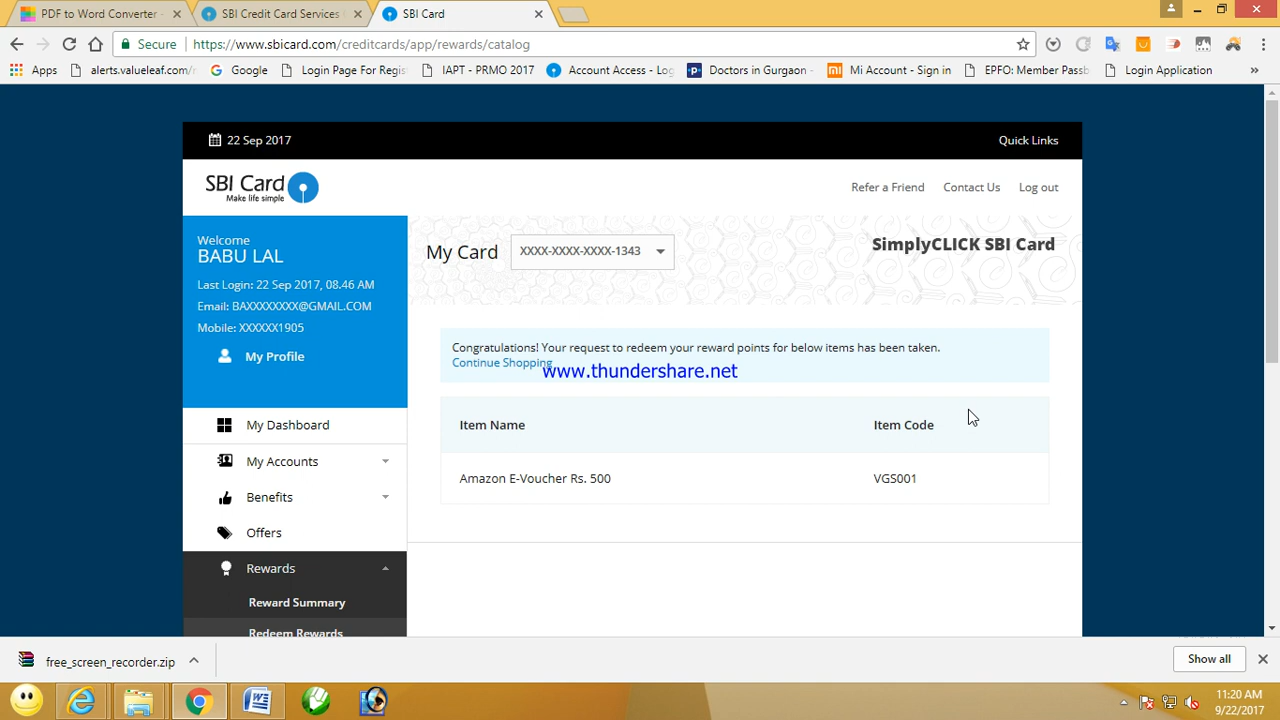 PDF to Word Converter
SBI Credit Card Services
SBI Card
Secure
https://www.sbicard.com/creditcards/app/rewards/catalog
Apps
alerts.valueleaf.com/r
Google
Login Page For Regis
IAPT - PRMO 2017
Account Access - Log
Doctors in Gurgaon
Mi Account - Sign in
EPFO: Member Passb
Login Application
22 Sep 2017
Quick Links
SBI Card
Make life simple
Refer a Friend
Contact Us
Log out
Welcome
BABU LAL
Last Login: 22 Sep 2017, 08.46 AM
Email: BAXXXXXXXX@GMAIL.COM
Mobile: XXXXXX1905
My Profile
My Card
XXXX-XXXX-XXXX-1343
SimplyCLICK SBI Card
Congratulations! Your request to redeem your reward points for below items has been taken.
Continue Shopping
www.thundershare.net
Item Name
Item Code
Amazon E-Voucher Rs. 500
VGS001
My Dashboard
My Accounts
Benefits
Offers
Rewards
Reward Summary
Redeem Rewards
free_screen_recorder.zip
Show all
11:20 AM
9/22/2017